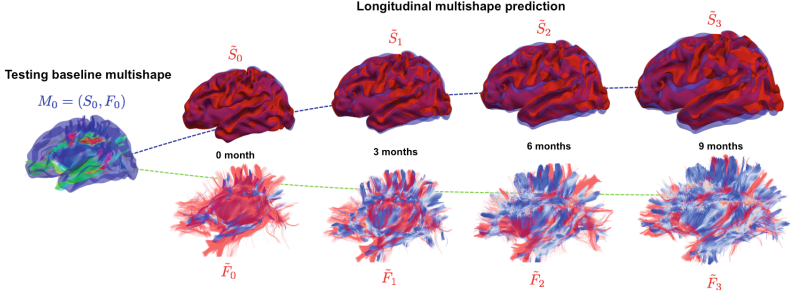 Longitudinal multishape prediction
Testing baseline multishape
M₀ = (S₀, F₀)
S̃₀
S̃₁
S̃₂
S̃₃
0 month
3 months
6 months
9 months
F̃₀
F̃₁
F̃₂
F̃₃